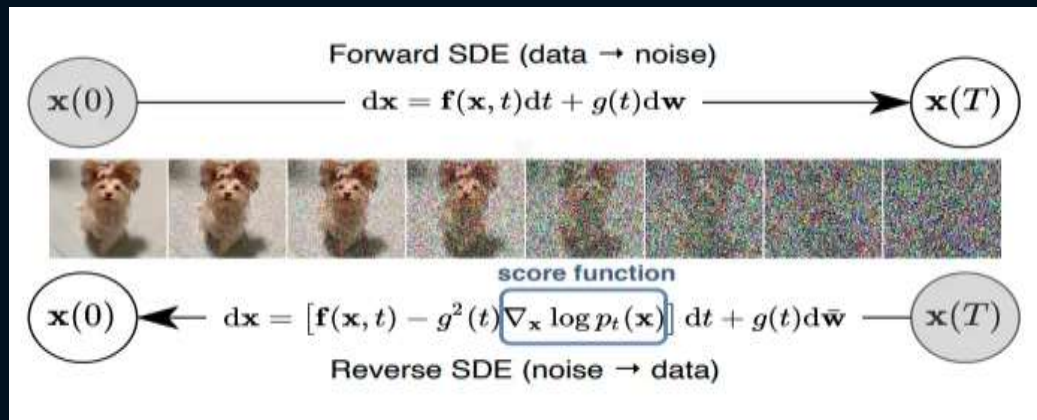 Forward SDE (data → noise)
x(0) dx = f(x, t)dt + g(t)dw x(T)
score function
x(0) dx = [f(x, t) − g²(t)∇ₓ log pₜ(x)] dt + g(t)dw̄ x(T)
Reverse SDE (noise → data)